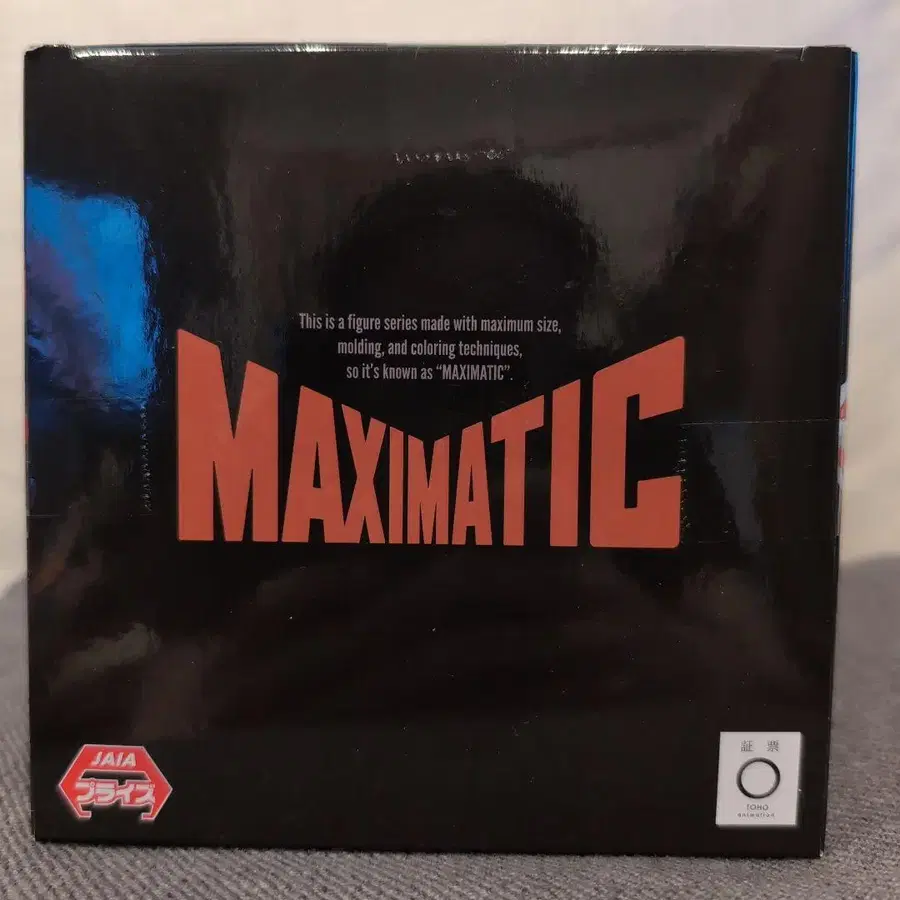 This is a figure series made with maximum size,
molding, and coloring techniques,
so it's known as “MAXIMATIC”.
MAXIMATIC
JAIA
プライズ
証 票
TOHO
animation